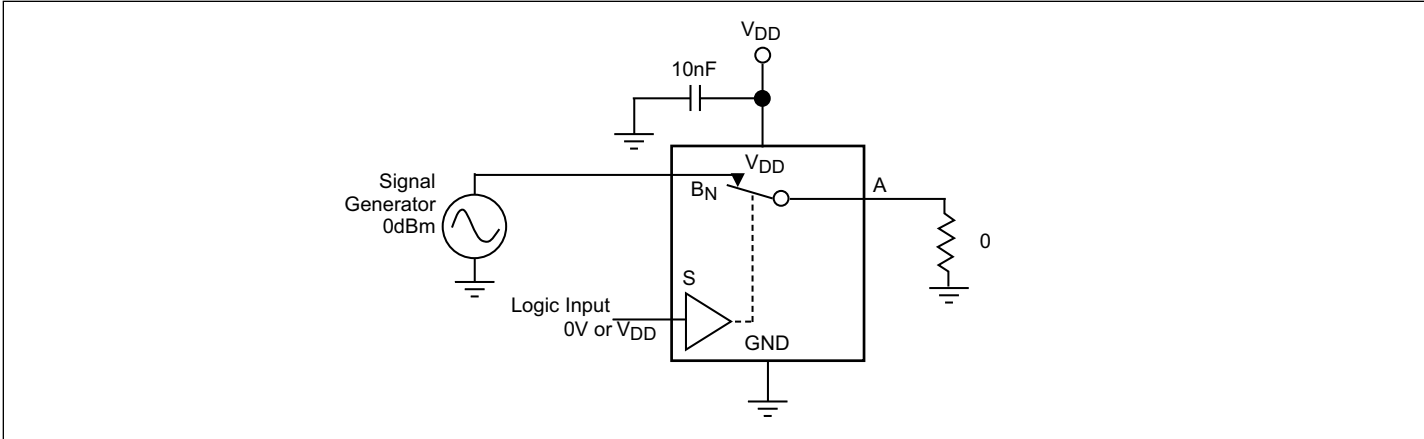 VDD
10nF
VDD
Signal
Generator
0dBm
BN
A
0
S
Logic Input
0V or VDD
GND